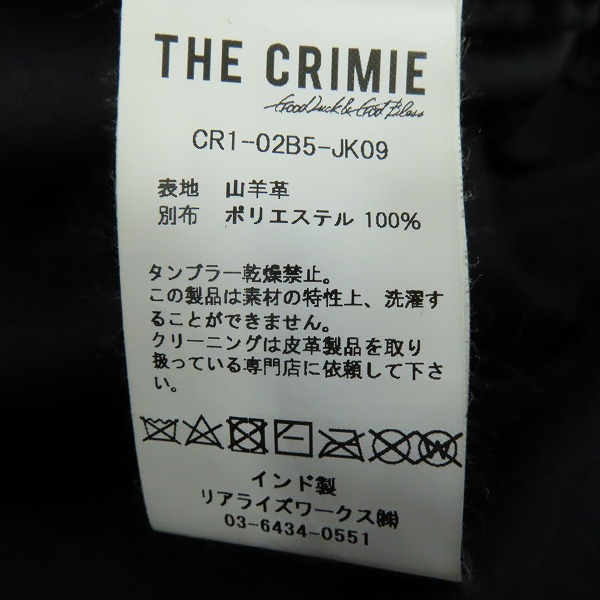 THE CRIMIE
GoodLuck & God Bless
CR1-02B5-JK09
表地 山羊革
別布 ポリエステル 100%
タンブラー乾燥禁止。
この製品は素材の特性上、洗濯す
ることができません。
クリーニングは皮革製品を取り
扱っている専門店に依頼して下さ
い。
インド製
リアライズワークス㈱
03-6434-0551